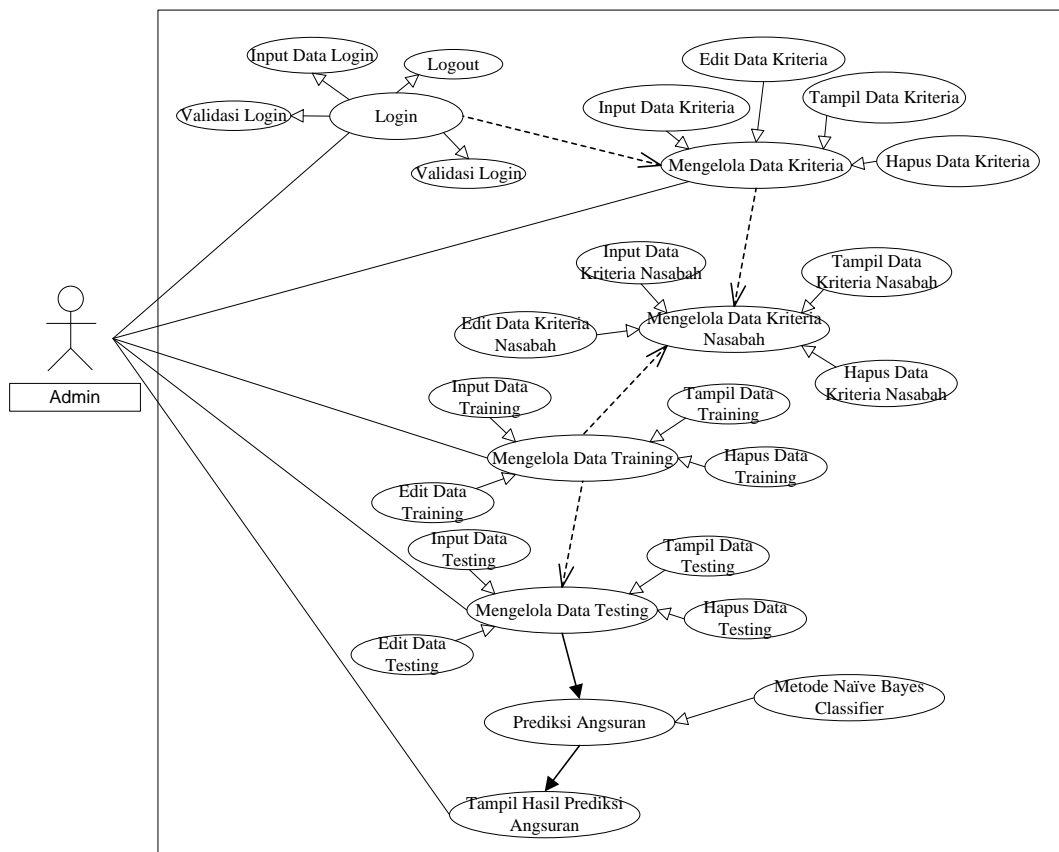 Input Data Login
Logout
Validasi Login
Login
Validasi Login
Edit Data Kriteria
Input Data Kriteria
Tampil Data Kriteria
Mengelola Data Kriteria
Hapus Data Kriteria
Input Data
Kriteria Nasabah
Tampil Data
Kriteria Nasabah
Edit Data Kriteria
Nasabah
Mengelola Data Kriteria
Nasabah
Hapus Data
Kriteria Nasabah
Admin
Input Data
Training
Tampil Data
Training
Mengelola Data Training
Hapus Data
Training
Edit Data
Training
Input Data
Testing
Tampil Data
Testing
Mengelola Data Testing
Hapus Data
Testing
Edit Data
Testing
Metode Naïve Bayes
Classifier
Prediksi Angsuran
Tampil Hasil Prediksi
Angsuran